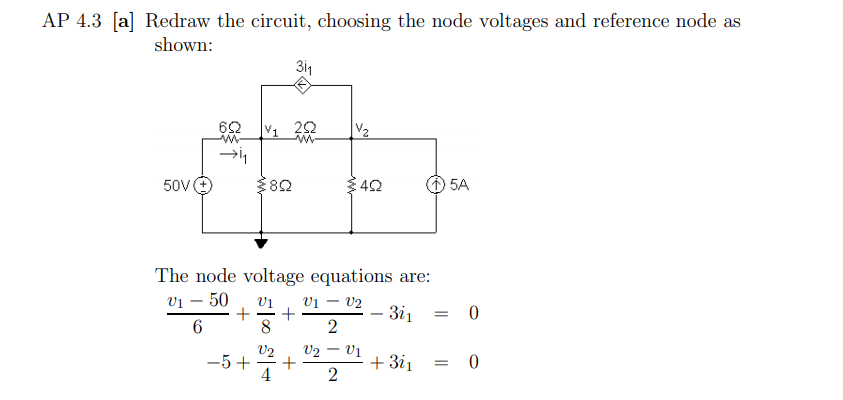 AP 4.3 [a] Redraw the circuit, choosing the node voltages and reference node as
shown:
3i₁
6Ω v₁ 2Ω v₂
→i₁
50V + − 8Ω 4Ω ↑ 5A
The node voltage equations are:
(v₁ − 50)/6 + v₁/8 + (v₁ − v₂)/2 − 3i₁ = 0
−5 + v₂/4 + (v₂ − v₁)/2 + 3i₁ = 0